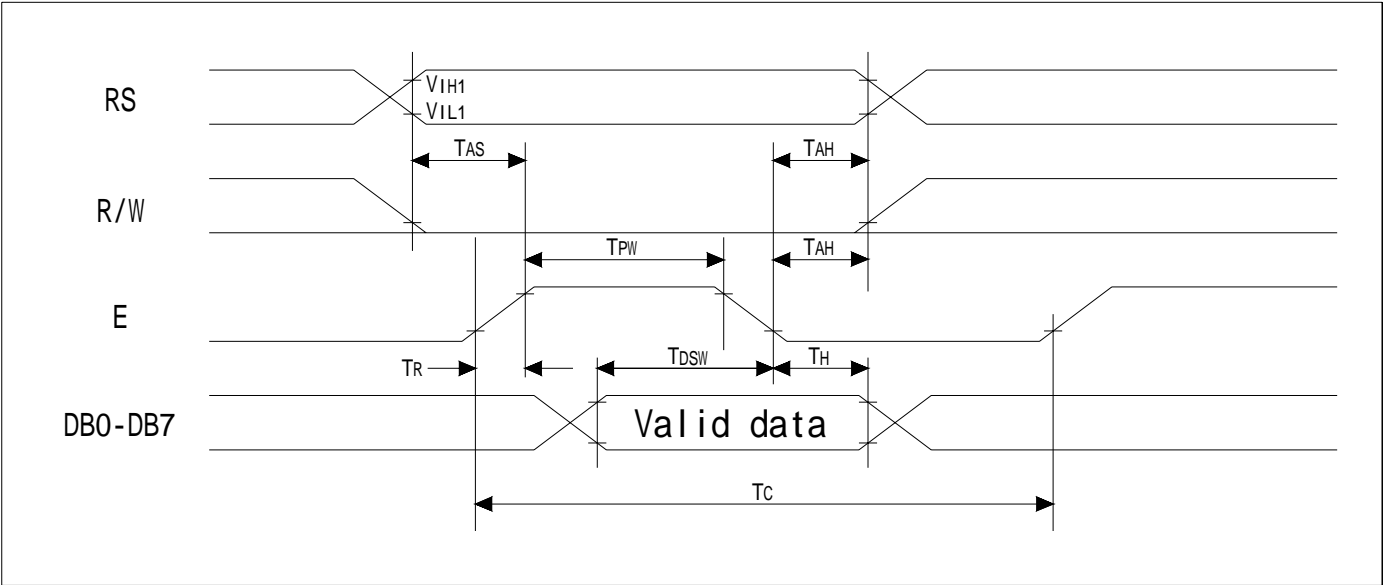 RS
VIH1
VIL1
TAS
TAH
R/W
TPW
TAH
E
TR
TDSW
TH
DB0-DB7
Valid data
TC